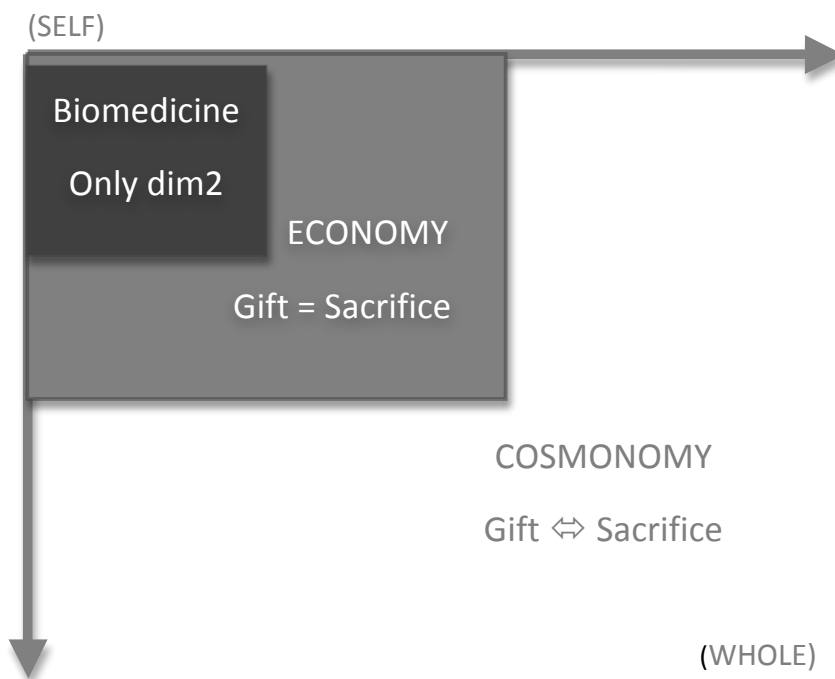 (SELF)
Biomedicine
Only dim2
ECONOMY
Gift = Sacrifice
COSMONOMY
Gift ⬄ Sacrifice
(WHOLE)